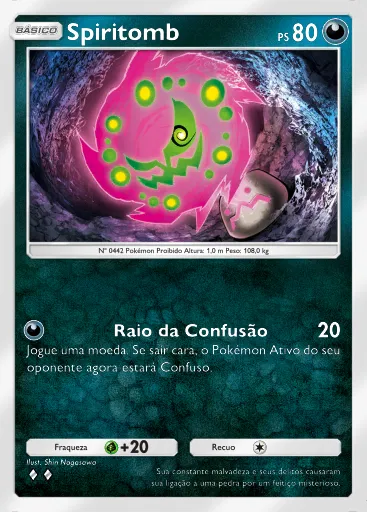 BÁSICO Spiritomb PS 80
Nº 0442 Pokémon Proibido Altura: 1,0 m Peso: 108,0 kg
Raio da Confusão 20
Jogue uma moeda. Se sair cara, o Pokémon Ativo do seu
oponente agora estará Confuso.
Fraqueza +20 Recuo
Ilust. Shin Nagasawa
Sua constante malvadeza e seus delitos causaram
sua ligação a uma pedra por um feitiço misterioso.